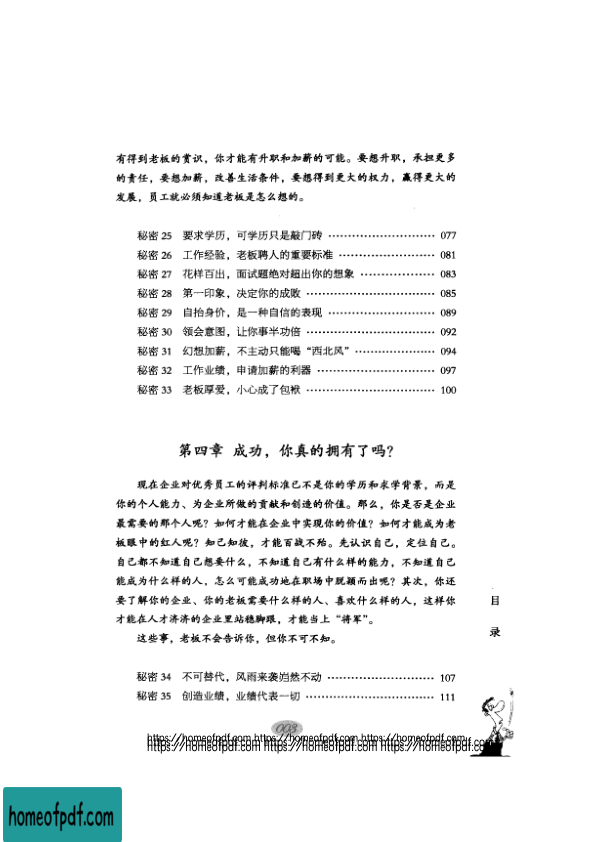 有得到老板的赏识，你才能有升职和加薪的可能。要想升职，承担更多
的责任，要想加薪，改善生活条件，要想得到更大的权力，赢得更大的
发展，员工就必须知道老板是怎么想的。
秘密 25 要求学历，可学历只是敲门砖 ………………………… 077
秘密 26 工作经验，老板聘人的重要标准 ……………………… 081
秘密 27 花样百出，面试题绝对超出你的想象 ………………… 083
秘密 28 第一印象，决定你的成败 ……………………………… 085
秘密 29 自抬身价，是一种自信的表现 ………………………… 089
秘密 30 领会意图，让你事半功倍 ……………………………… 092
秘密 31 幻想加薪，不主动只能喝“西北风” …………………… 094
秘密 32 工作业绩，申请加薪的利器 …………………………… 097
秘密 33 老板厚爱，小心成了包袱 ……………………………… 100
第四章 成功，你真的拥有了吗？
现在企业对优秀员工的评判标准已不是你的学历和求学背景，而是
你的个人能力、为企业所做的贡献和创造的价值。那么，你是否是企业
最需要的那个人呢？如何才能在企业中实现你的价值？如何才能成为老
板眼中的红人呢？知己知彼，才能百战不殆。先认识自己，定位自己。
自己都不知道自己想要什么，不知道自己有什么样的能力，不知道自己
能成为什么样的人，怎么可能成功地在职场中脱颖而出呢？其次，你还
要了解你的企业、你的老板需要什么样的人、喜欢什么样的人，这样你
才能在人才济济的企业里站稳脚跟，才能当上“将军”。
这些事，老板不会告诉你，但你不可不知。
秘密 34 不可替代，风雨来袭岿然不动 ………………………… 107
秘密 35 创造业绩，业绩代表一切 ……………………………… 111
目
录
003
https://homeofpdf.com https://homeofpdf.com https://homeofpdf.com
https://homeofpdf.com https://homeofpdf.com https://homeofpdf.com
homeofpdf.com